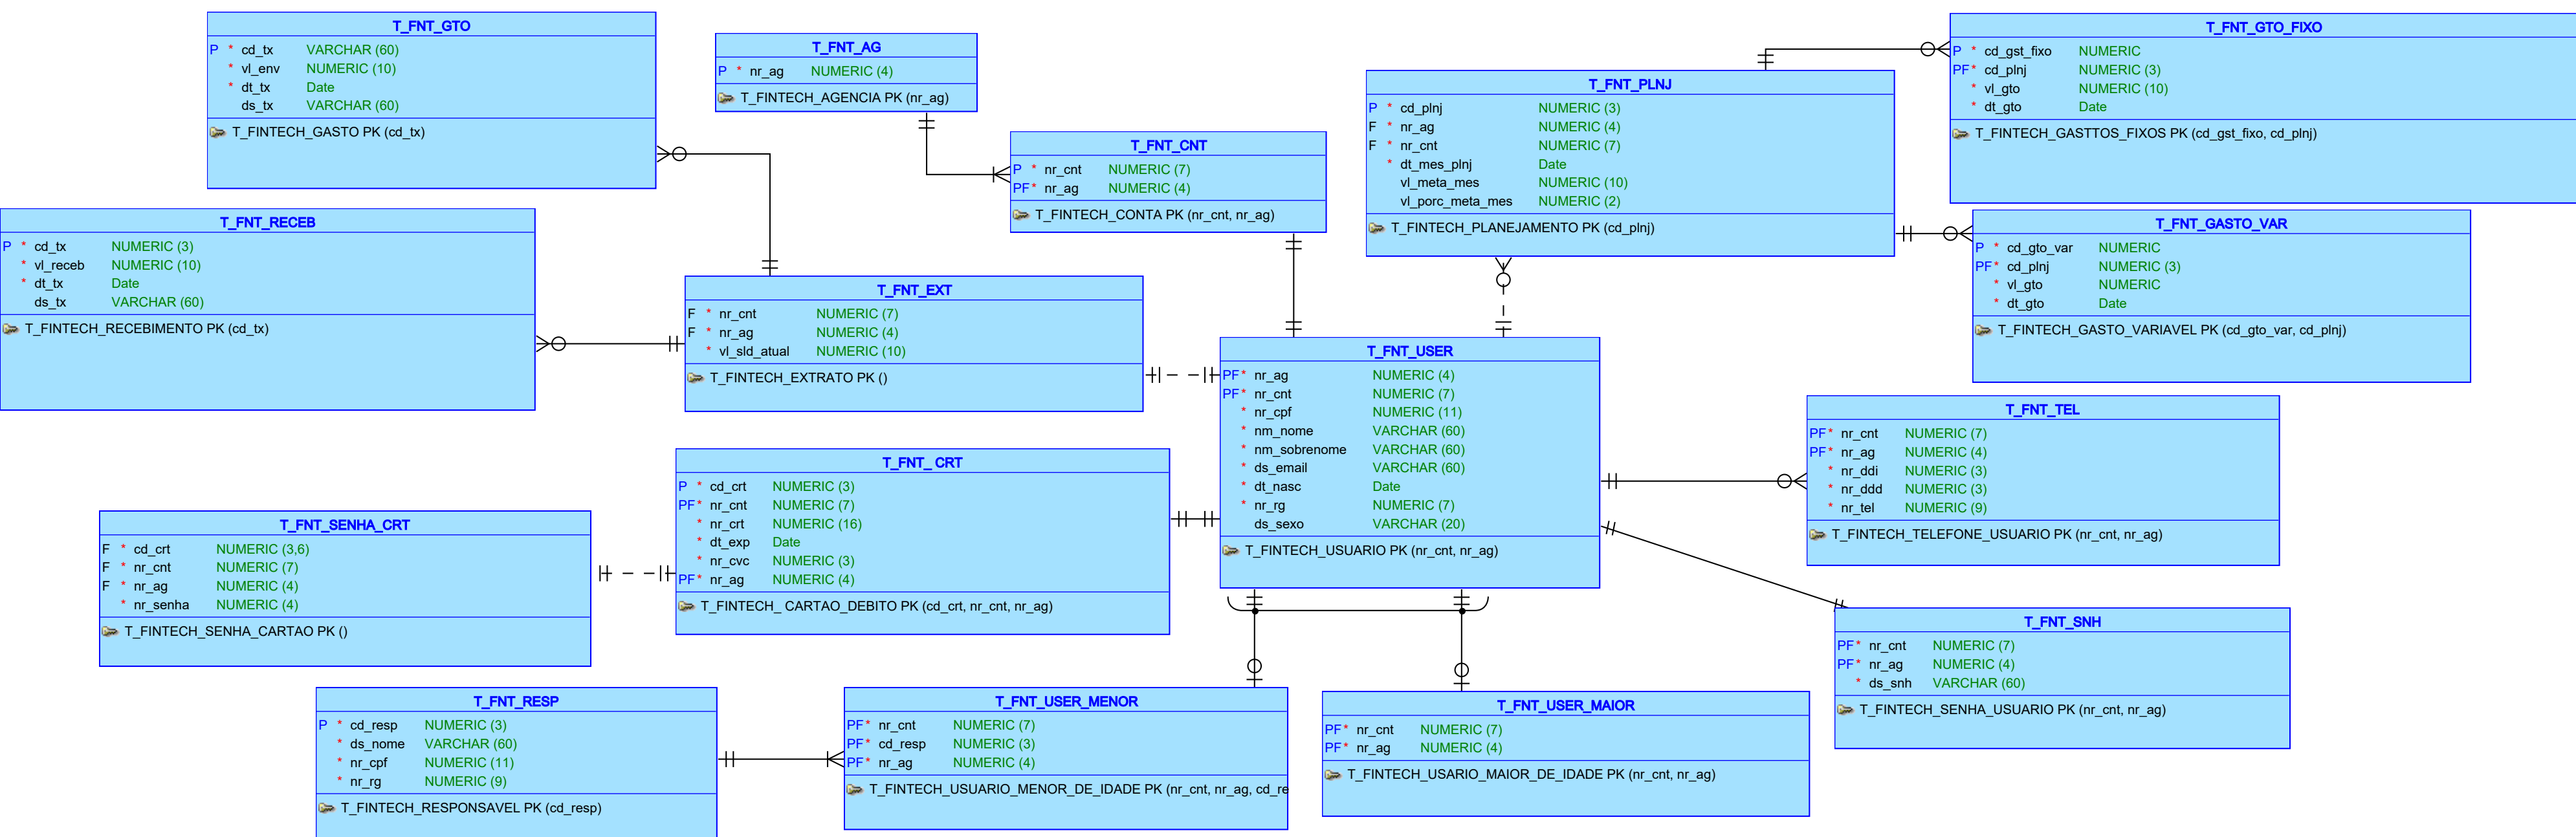 T_FNT_GTO
P * cd_tx VARCHAR (60)
* vl_env NUMERIC (10)
* dt_tx Date
ds_tx VARCHAR (60)
T_FINTECH_GASTO PK (cd_tx)
T_FNT_AG
P * nr_ag NUMERIC (4)
T_FINTECH_AGENCIA PK (nr_ag)
T_FNT_CNT
P * nr_cnt NUMERIC (7)
PF* nr_ag NUMERIC (4)
T_FINTECH_CONTA PK (nr_cnt, nr_ag)
T_FNT_PLNJ
P * cd_plnj NUMERIC (3)
F * nr_ag NUMERIC (4)
F * nr_cnt NUMERIC (7)
* dt_mes_plnj Date
vl_meta_mes NUMERIC (10)
vl_porc_meta_mes NUMERIC (2)
T_FINTECH_PLANEJAMENTO PK (cd_plnj)
T_FNT_GTO_FIXO
P * cd_gst_fixo NUMERIC
PF* cd_plnj NUMERIC (3)
* vl_gto NUMERIC (10)
* dt_gto Date
T_FINTECH_GASTTOS_FIXOS PK (cd_gst_fixo, cd_plnj)
T_FNT_RECEB
P * cd_tx NUMERIC (3)
* vl_receb NUMERIC (10)
* dt_tx Date
ds_tx VARCHAR (60)
T_FINTECH_RECEBIMENTO PK (cd_tx)
T_FNT_EXT
F * nr_cnt NUMERIC (7)
F * nr_ag NUMERIC (4)
* vl_sld_atual NUMERIC (10)
T_FINTECH_EXTRATO PK ()
T_FNT_GASTO_VAR
P * cd_gto_var NUMERIC
PF* cd_plnj NUMERIC (3)
* vl_gto NUMERIC
* dt_gto Date
T_FINTECH_GASTO_VARIAVEL PK (cd_gto_var, cd_plnj)
T_FNT_USER
PF* nr_ag NUMERIC (4)
PF* nr_cnt NUMERIC (7)
* nr_cpf NUMERIC (11)
* nm_nome VARCHAR (60)
* nm_sobrenome VARCHAR (60)
* ds_email VARCHAR (60)
* dt_nasc Date
* nr_rg NUMERIC (7)
ds_sexo VARCHAR (20)
T_FINTECH_USUARIO PK (nr_cnt, nr_ag)
T_FNT_TEL
PF* nr_cnt NUMERIC (7)
PF* nr_ag NUMERIC (4)
* nr_ddi NUMERIC (3)
* nr_ddd NUMERIC (3)
* nr_tel NUMERIC (9)
T_FINTECH_TELEFONE_USUARIO PK (nr_cnt, nr_ag)
T_FNT_ CRT
P * cd_crt NUMERIC (3)
PF* nr_cnt NUMERIC (7)
* nr_crt NUMERIC (16)
* dt_exp Date
* nr_cvc NUMERIC (3)
PF* nr_ag NUMERIC (4)
T_FINTECH_ CARTAO_DEBITO PK (cd_crt, nr_cnt, nr_ag)
T_FNT_SENHA_CRT
F * cd_crt NUMERIC (3,6)
F * nr_cnt NUMERIC (7)
F * nr_ag NUMERIC (4)
* nr_senha NUMERIC (4)
T_FINTECH_SENHA_CARTAO PK ()
T_FNT_SNH
PF* nr_cnt NUMERIC (7)
PF* nr_ag NUMERIC (4)
* ds_snh VARCHAR (60)
T_FINTECH_SENHA_USUARIO PK (nr_cnt, nr_ag)
T_FNT_RESP
P * cd_resp NUMERIC (3)
* ds_nome VARCHAR (60)
* nr_cpf NUMERIC (11)
* nr_rg NUMERIC (9)
T_FINTECH_RESPONSAVEL PK (cd_resp)
T_FNT_USER_MENOR
PF* nr_cnt NUMERIC (7)
PF* cd_resp NUMERIC (3)
PF* nr_ag NUMERIC (4)
T_FINTECH_USUARIO_MENOR_DE_IDADE PK (nr_cnt, nr_ag, cd_re
T_FNT_USER_MAIOR
PF* nr_cnt NUMERIC (7)
PF* nr_ag NUMERIC (4)
T_FINTECH_USARIO_MAIOR_DE_IDADE PK (nr_cnt, nr_ag)